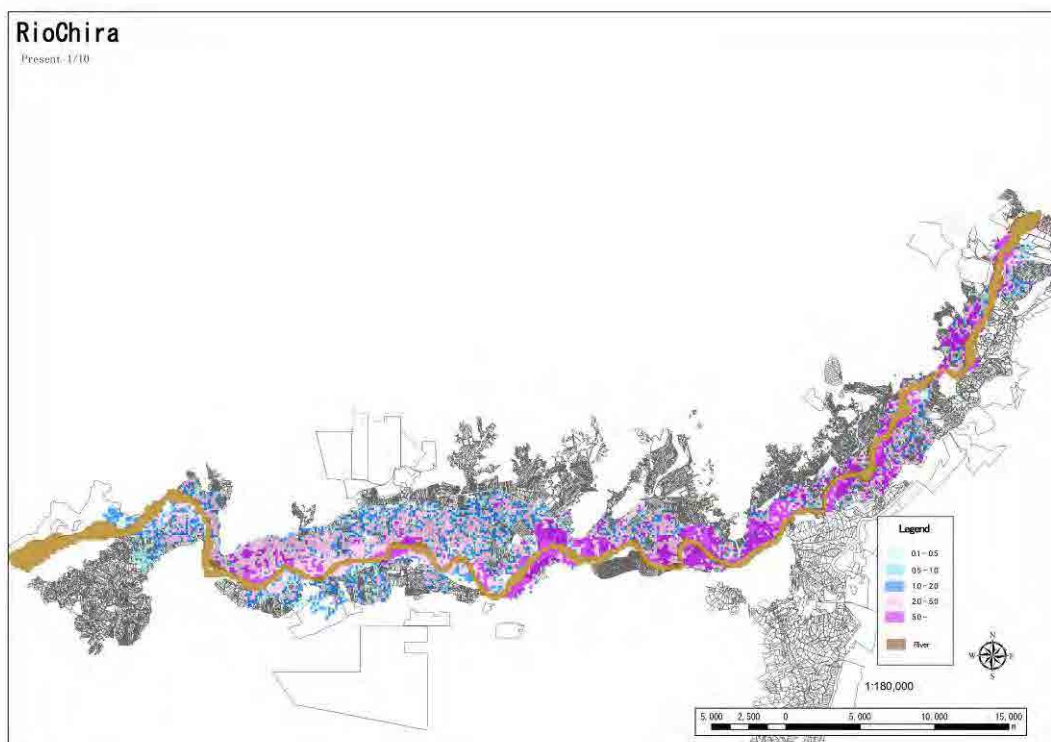 RioChira
Present-1/10
Legend
0.1-0.5
0.5-1.0
1.0-2.0
2.0-5.0
5.0-
River
N
W
E
S
1:180,000
5,000 2,500 0 5,000 10,000 15,000
m